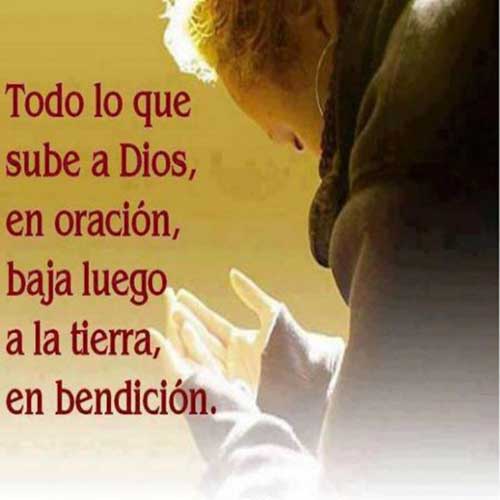 Todo lo que
sube a Dios,
en oración,
baja luego
a la tierra,
en bendición.